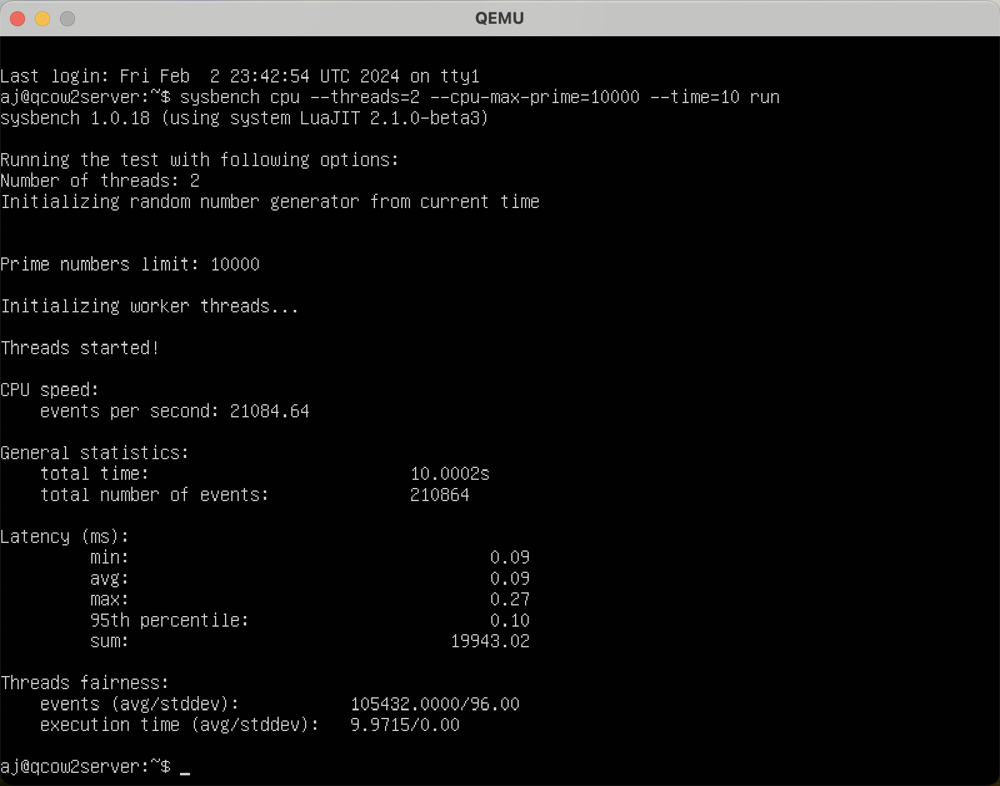 QEMU
Last login: Fri Feb  2 23:42:54 UTC 2024 on tty1
aj@qcow2server:~$ sysbench cpu --threads=2 --cpu-max-prime=10000 --time=10 run
sysbench 1.0.18 (using system LuaJIT 2.1.0-beta3)
Running the test with following options:
Number of threads: 2
Initializing random number generator from current time
Prime numbers limit: 10000
Initializing worker threads...
Threads started!
CPU speed:
    events per second: 21084.64
General statistics:
    total time:                          10.0002s
    total number of events:              210864
Latency (ms):
         min:                                    0.09
         avg:                                    0.09
         max:                                    0.27
         95th percentile:                        0.10
         sum:                                19943.02
Threads fairness:
    events (avg/stddev):           105432.0000/96.00
    execution time (avg/stddev):   9.9715/0.00
aj@qcow2server:~$ _